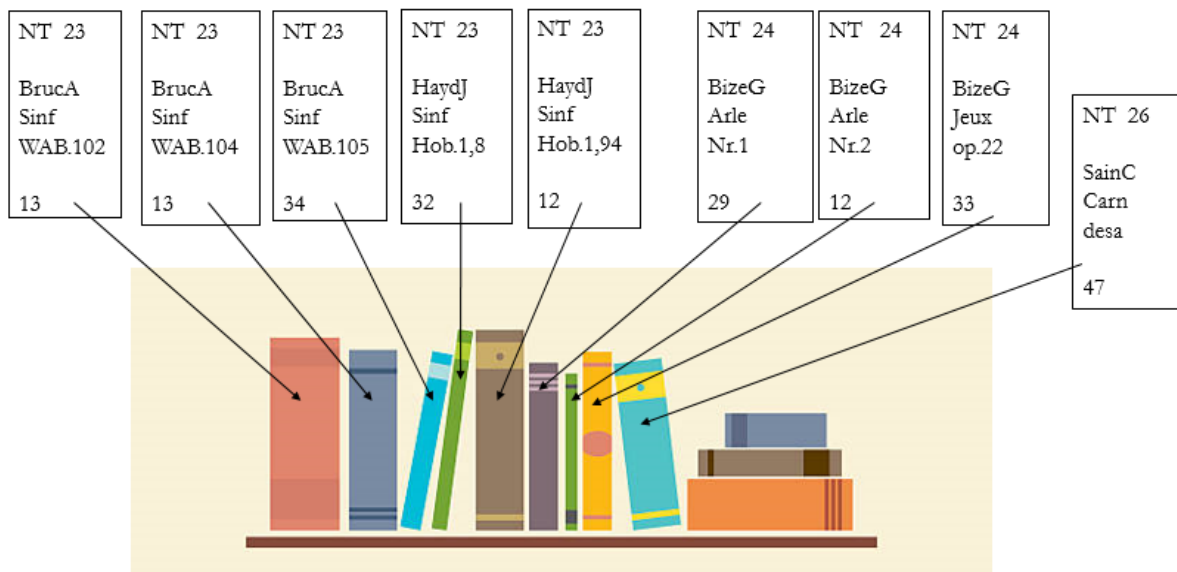 NT 23
BrucA
Sinf
WAB.102
13
NT 23
BrucA
Sinf
WAB.104
13
NT 23
BrucA
Sinf
WAB.105
34
NT 23
HaydJ
Sinf
Hob.1,8
32
NT 23
HaydJ
Sinf
Hob.1,94
12
NT 24
BizeG
Arle
Nr.1
29
NT 24
BizeG
Arle
Nr.2
12
NT 24
BizeG
Jeux
op.22
33
NT 26
SainC
Carn
desa
47